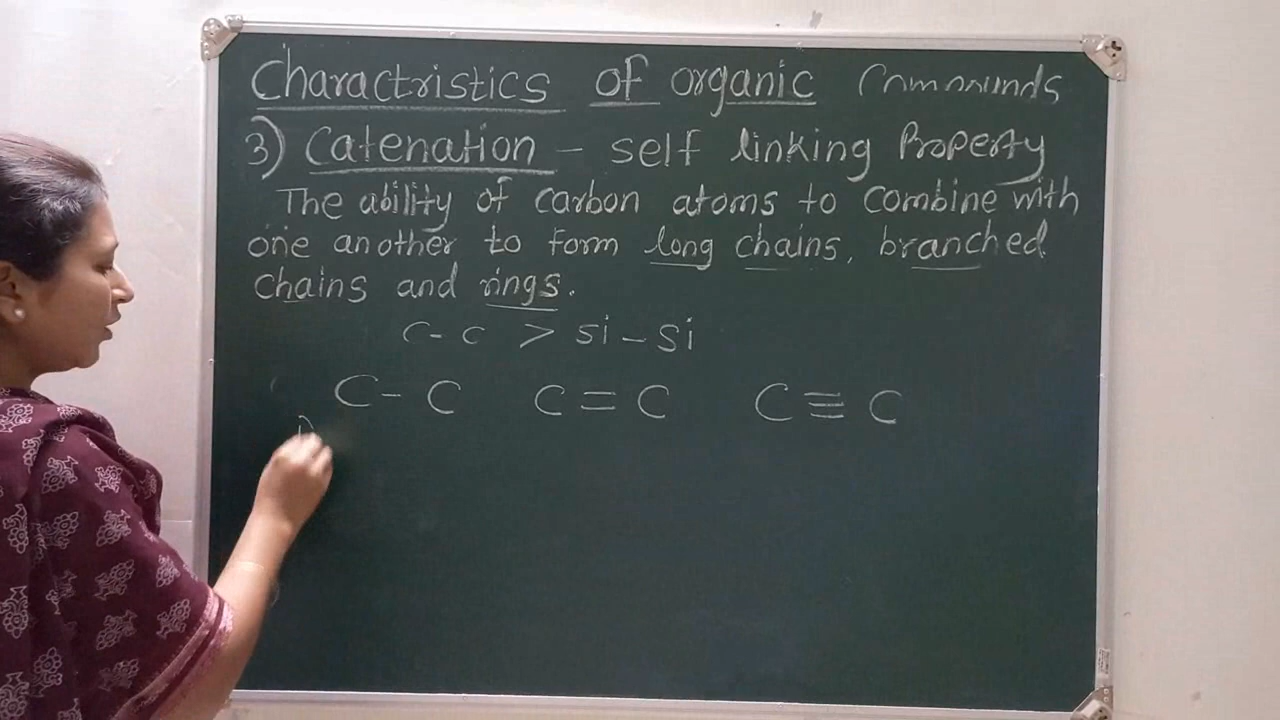 Charactristics of organic Compounds
3) Catenation - self linking Property
The ability of carbon atoms to combine with
one another to form long chains, branched
chains and rings.
C-C > Si-Si
C-C C=C C≡C